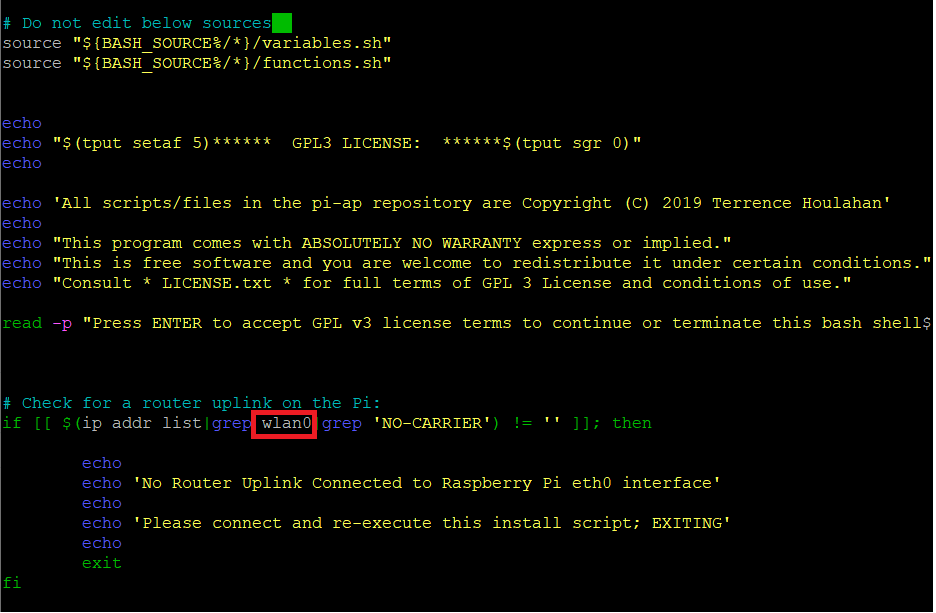 # Do not edit below sources
source "${BASH_SOURCE%/*}/variables.sh"
source "${BASH_SOURCE%/*}/functions.sh"
echo
echo "$(tput setaf 5)****** GPL3 LICENSE: ******$(tput sgr 0)"
echo
echo 'All scripts/files in the pi-ap repository are Copyright (C) 2019 Terrence Houlahan'
echo
echo "This program comes with ABSOLUTELY NO WARRANTY express or implied."
echo "This is free software and you are welcome to redistribute it under certain conditions."
echo "Consult * LICENSE.txt * for full terms of GPL 3 License and conditions of use."
read -p "Press ENTER to accept GPL v3 license terms to continue or terminate this bash shell$
# Check for a router uplink on the Pi:
if [[ $(ip addr list|grep wlan0|grep 'NO-CARRIER') != '' ]]; then
echo
echo 'No Router Uplink Connected to Raspberry Pi eth0 interface'
echo
echo 'Please connect and re-execute this install script; EXITING'
echo
exit
fi